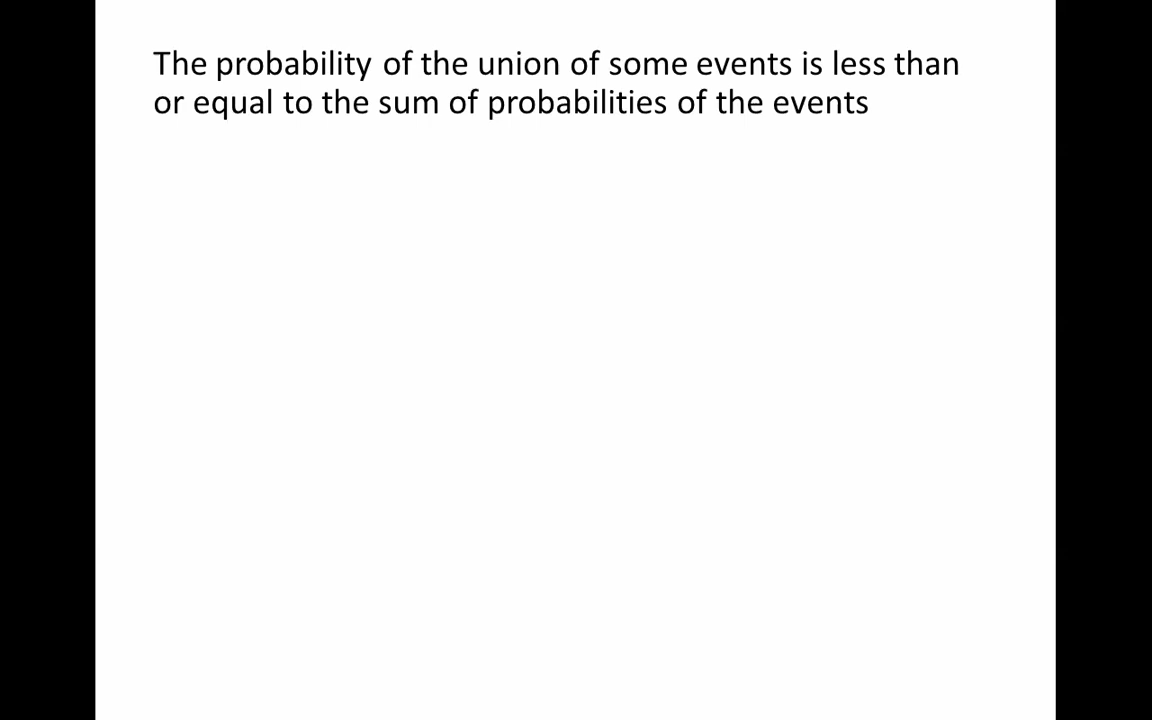 The probability of the union of some events is less than
or equal to the sum of probabilities of the events